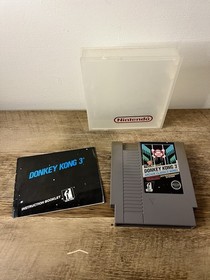 Nintendo
DONKEY KONG 3
INSTRUCTION BOOKLET
DONKEY KONG 3